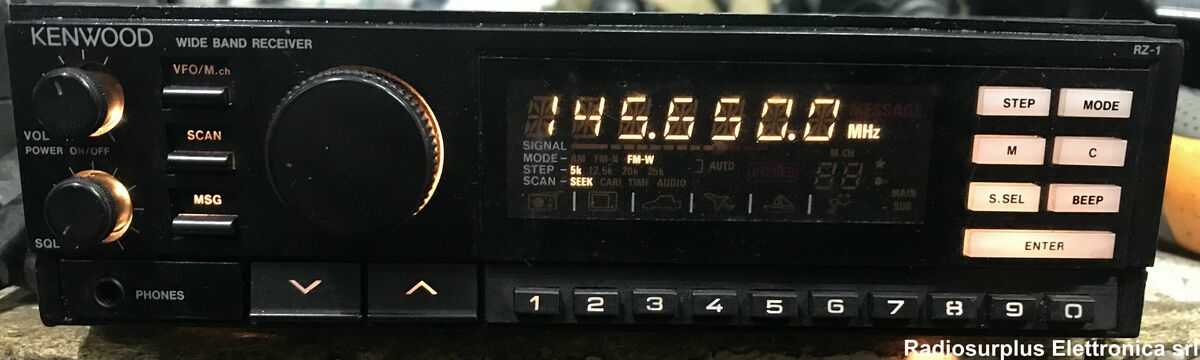 KENWOOD WIDE BAND RECEIVER RZ-1
VFO/M.ch
VOL
POWER ON/OFF
SCAN
MSG
SQL
PHONES
MESSAGE
145.650.0 MHz
SIGNAL
MODE - AM FM-N FM-W
STEP - 5k 12.5k 20k 25k AUTO
SCAN - SEEK CARI TIME AUDIO
M.CH
MAIN
SUB
STEP MODE
M C
S.SEL BEEP
ENTER
1 2 3 4 5 6 7 8 9 0
Radiosurplus Elettronica srl